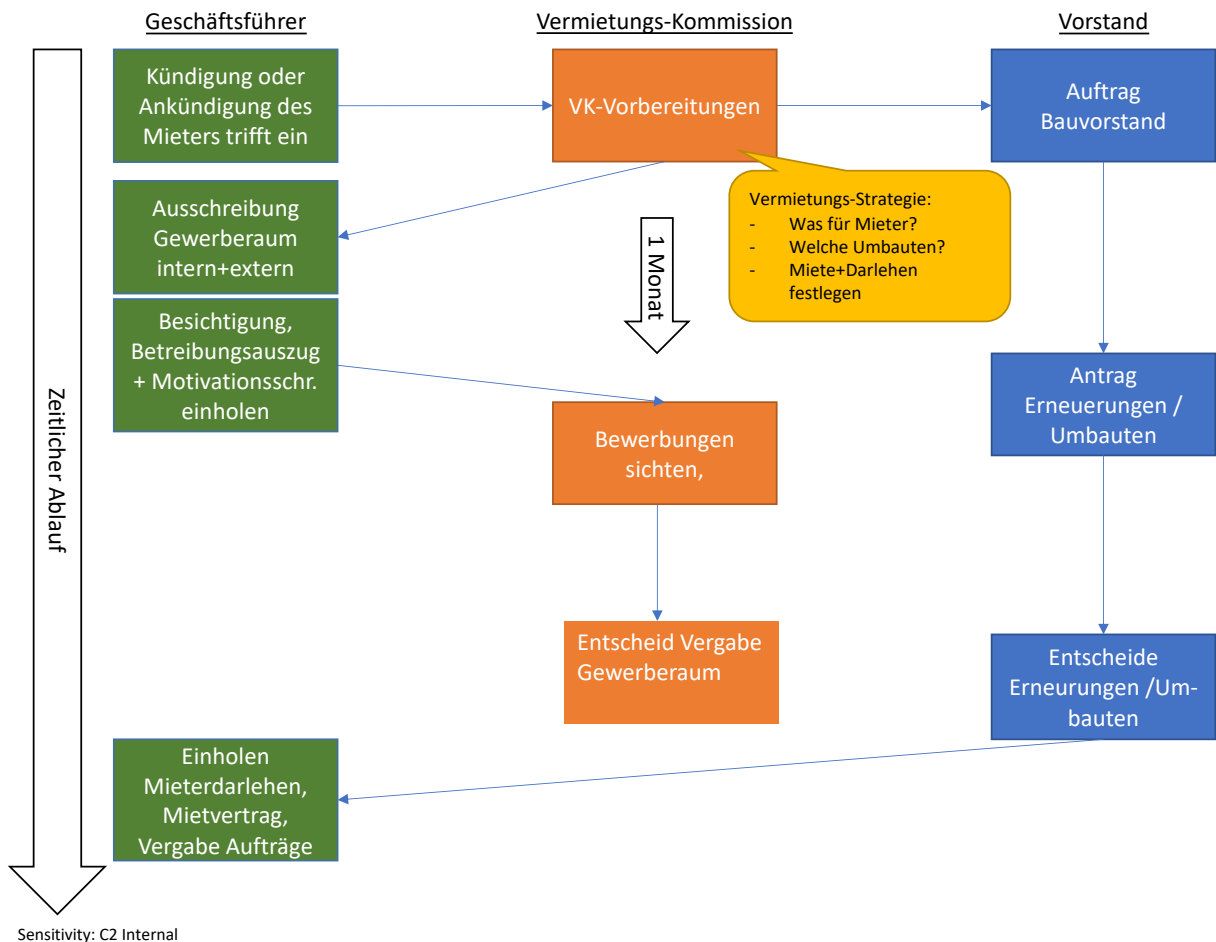 Geschäftsführer
Vermietungs-Kommission
Vorstand
Kündigung oder
Ankündigung des
Mieters trifft ein
VK-Vorbereitungen
Auftrag
Bauvorstand
Vermietungs-Strategie:
- Was für Mieter?
- Welche Umbauten?
- Miete+Darlehen
festlegen
Ausschreibung
Gewerberaum
intern+extern
1 Monat
Besichtigung,
Betreibungsauszug
+ Motivationsschr.
einholen
Antrag
Erneuerungen /
Umbauten
Zeitlicher Ablauf
Bewerbungen
sichten,
Entscheid Vergabe
Gewerberaum
Entscheide
Erneurungen /Um-
bauten
Einholen
Mieterdarlehen,
Mietvertrag,
Vergabe Aufträge
Sensitivity: C2 Internal